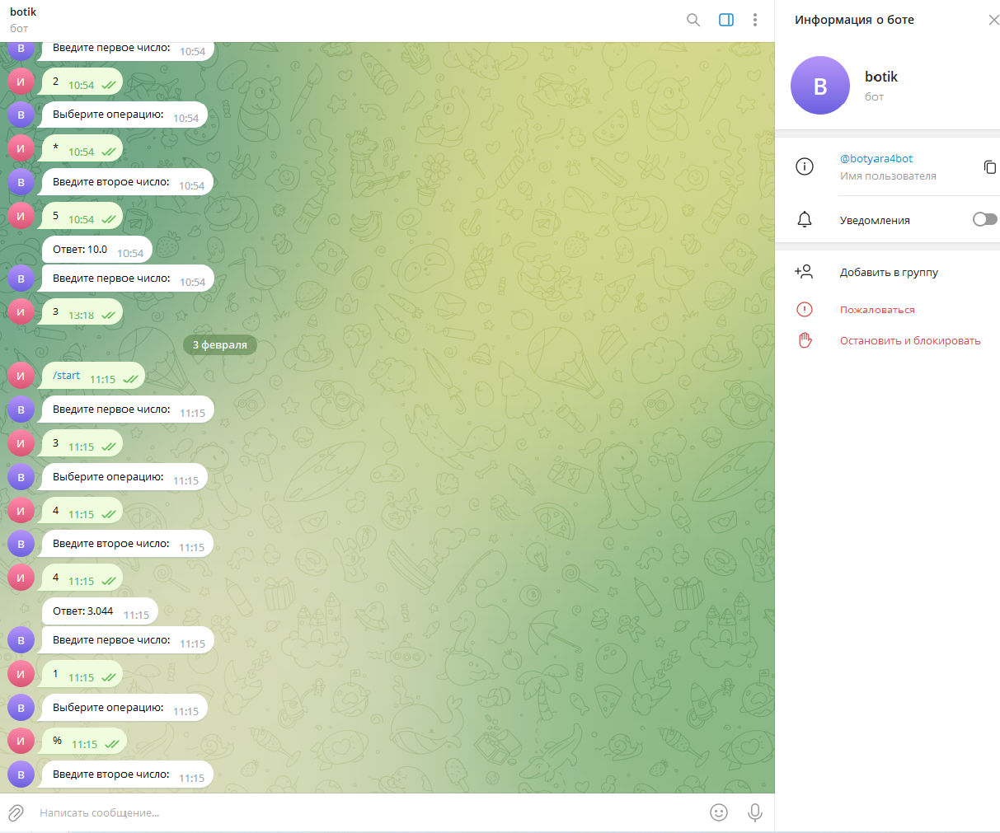 botik
бот
Введите первое число: 10:54
2 10:54
Выберите операцию: 10:54
* 10:54
Введите второе число: 10:54
5 10:54
Ответ: 10.0 10:54
Введите первое число: 10:54
3 13:18
3 февраля
/start 11:15
Введите первое число: 11:15
3 11:15
Выберите операцию: 11:15
4 11:15
Введите второе число: 11:15
4 11:15
Ответ: 3.044 11:15
Введите первое число: 11:15
1 11:15
Выберите операцию: 11:15
% 11:15
Введите второе число: 11:15
Написать сообщение...
Информация о боте
B
botik
бот
@botyara4bot
Имя пользователя
Уведомления
Добавить в группу
Пожаловаться
Остановить и блокировать